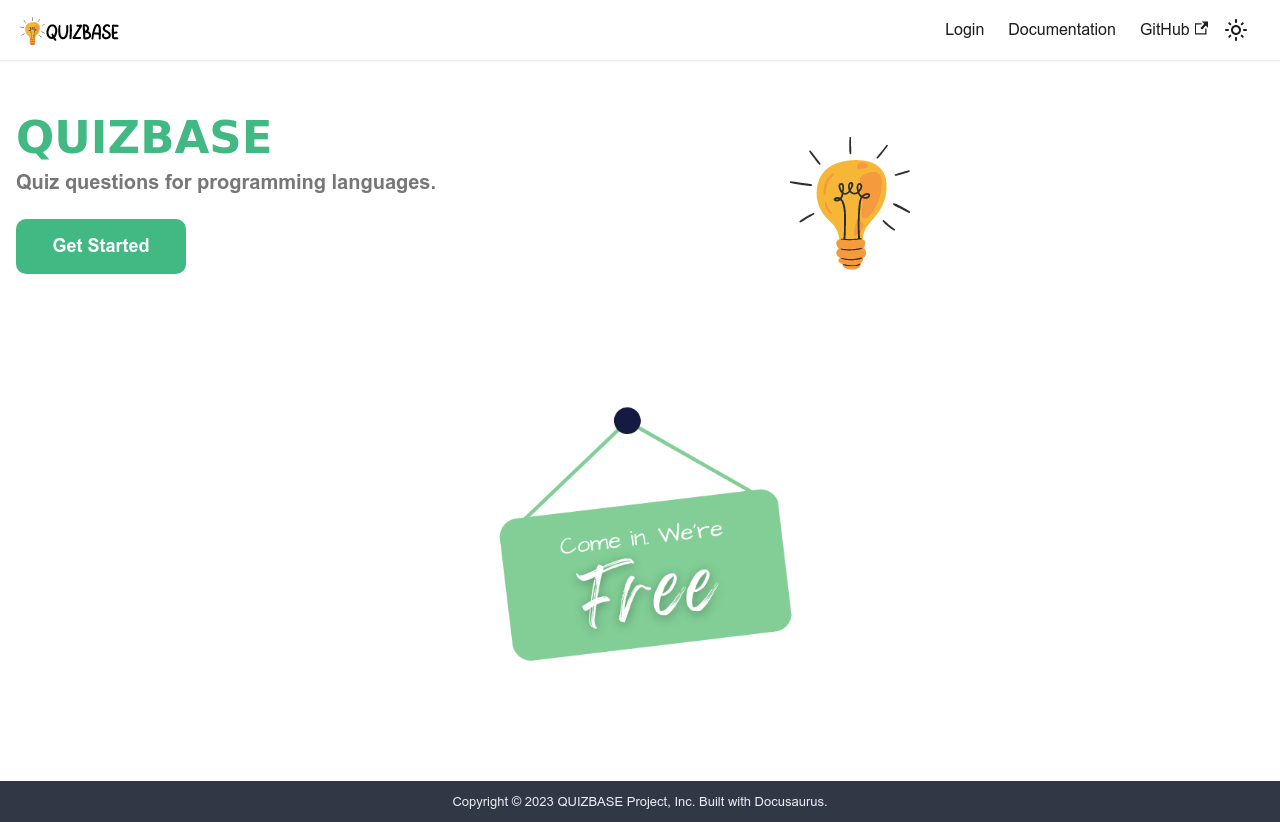 QUIZBASE
Login
Documentation
GitHub
QUIZBASE
Quiz questions for programming languages.
Get Started
Come in. We're
Free
Copyright © 2023 QUIZBASE Project, Inc. Built with Docusaurus.